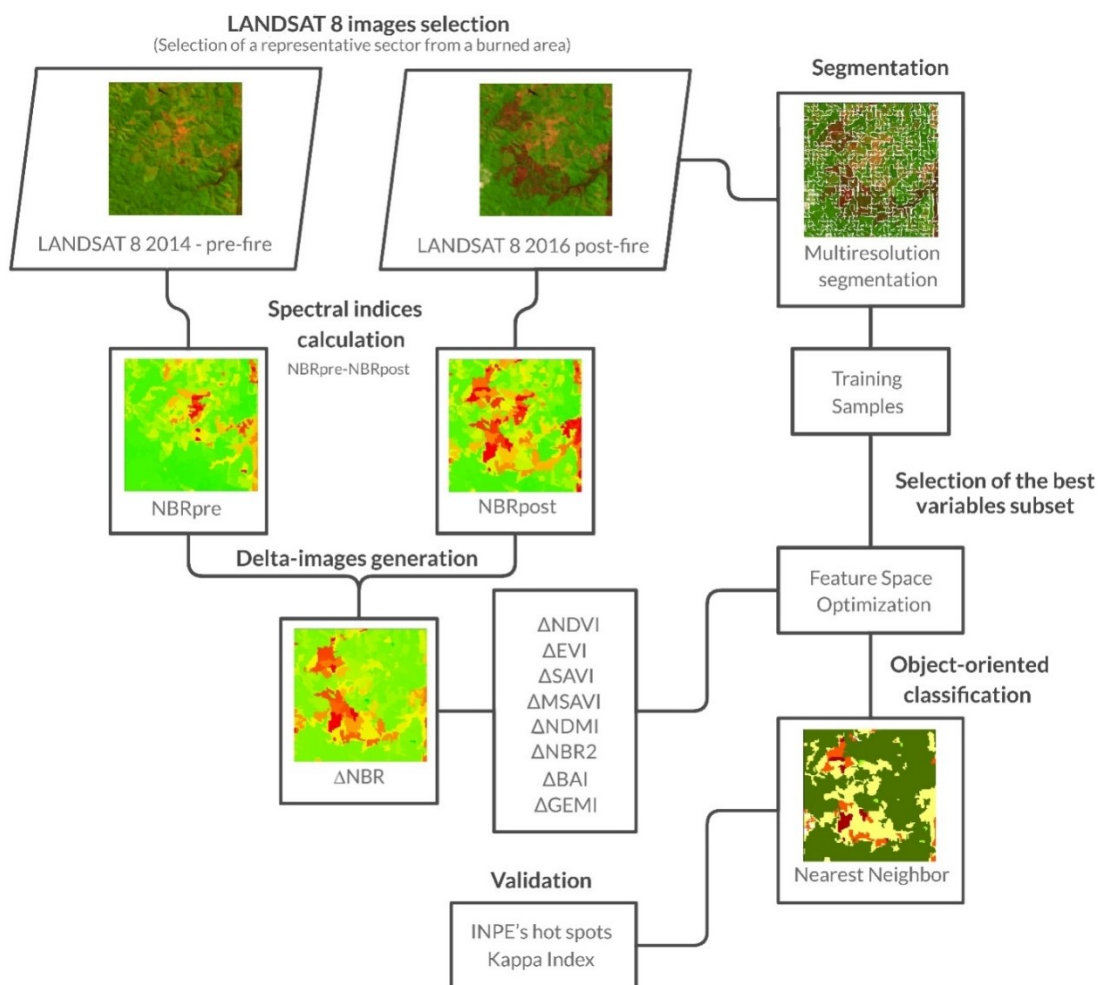 LANDSAT 8 images selection
(Selection of a representative sector from a burned area)
LANDSAT 8 2014 - pre-fire
LANDSAT 8 2016 post-fire
Segmentation
Multiresolution
segmentation
Spectral indices
calculation
NBRpre-NBRpost
NBRpre
NBRpost
Training
Samples
Selection of the best
variables subset
Delta-images generation
Feature Space
Optimization
ΔNBR
ΔNDVI
ΔEVI
ΔSAVI
ΔMSAVI
ΔNDMI
ΔNBR2
ΔBAI
ΔGEMI
Object-oriented
classification
Nearest Neighbor
Validation
INPE's hot spots
Kappa Index